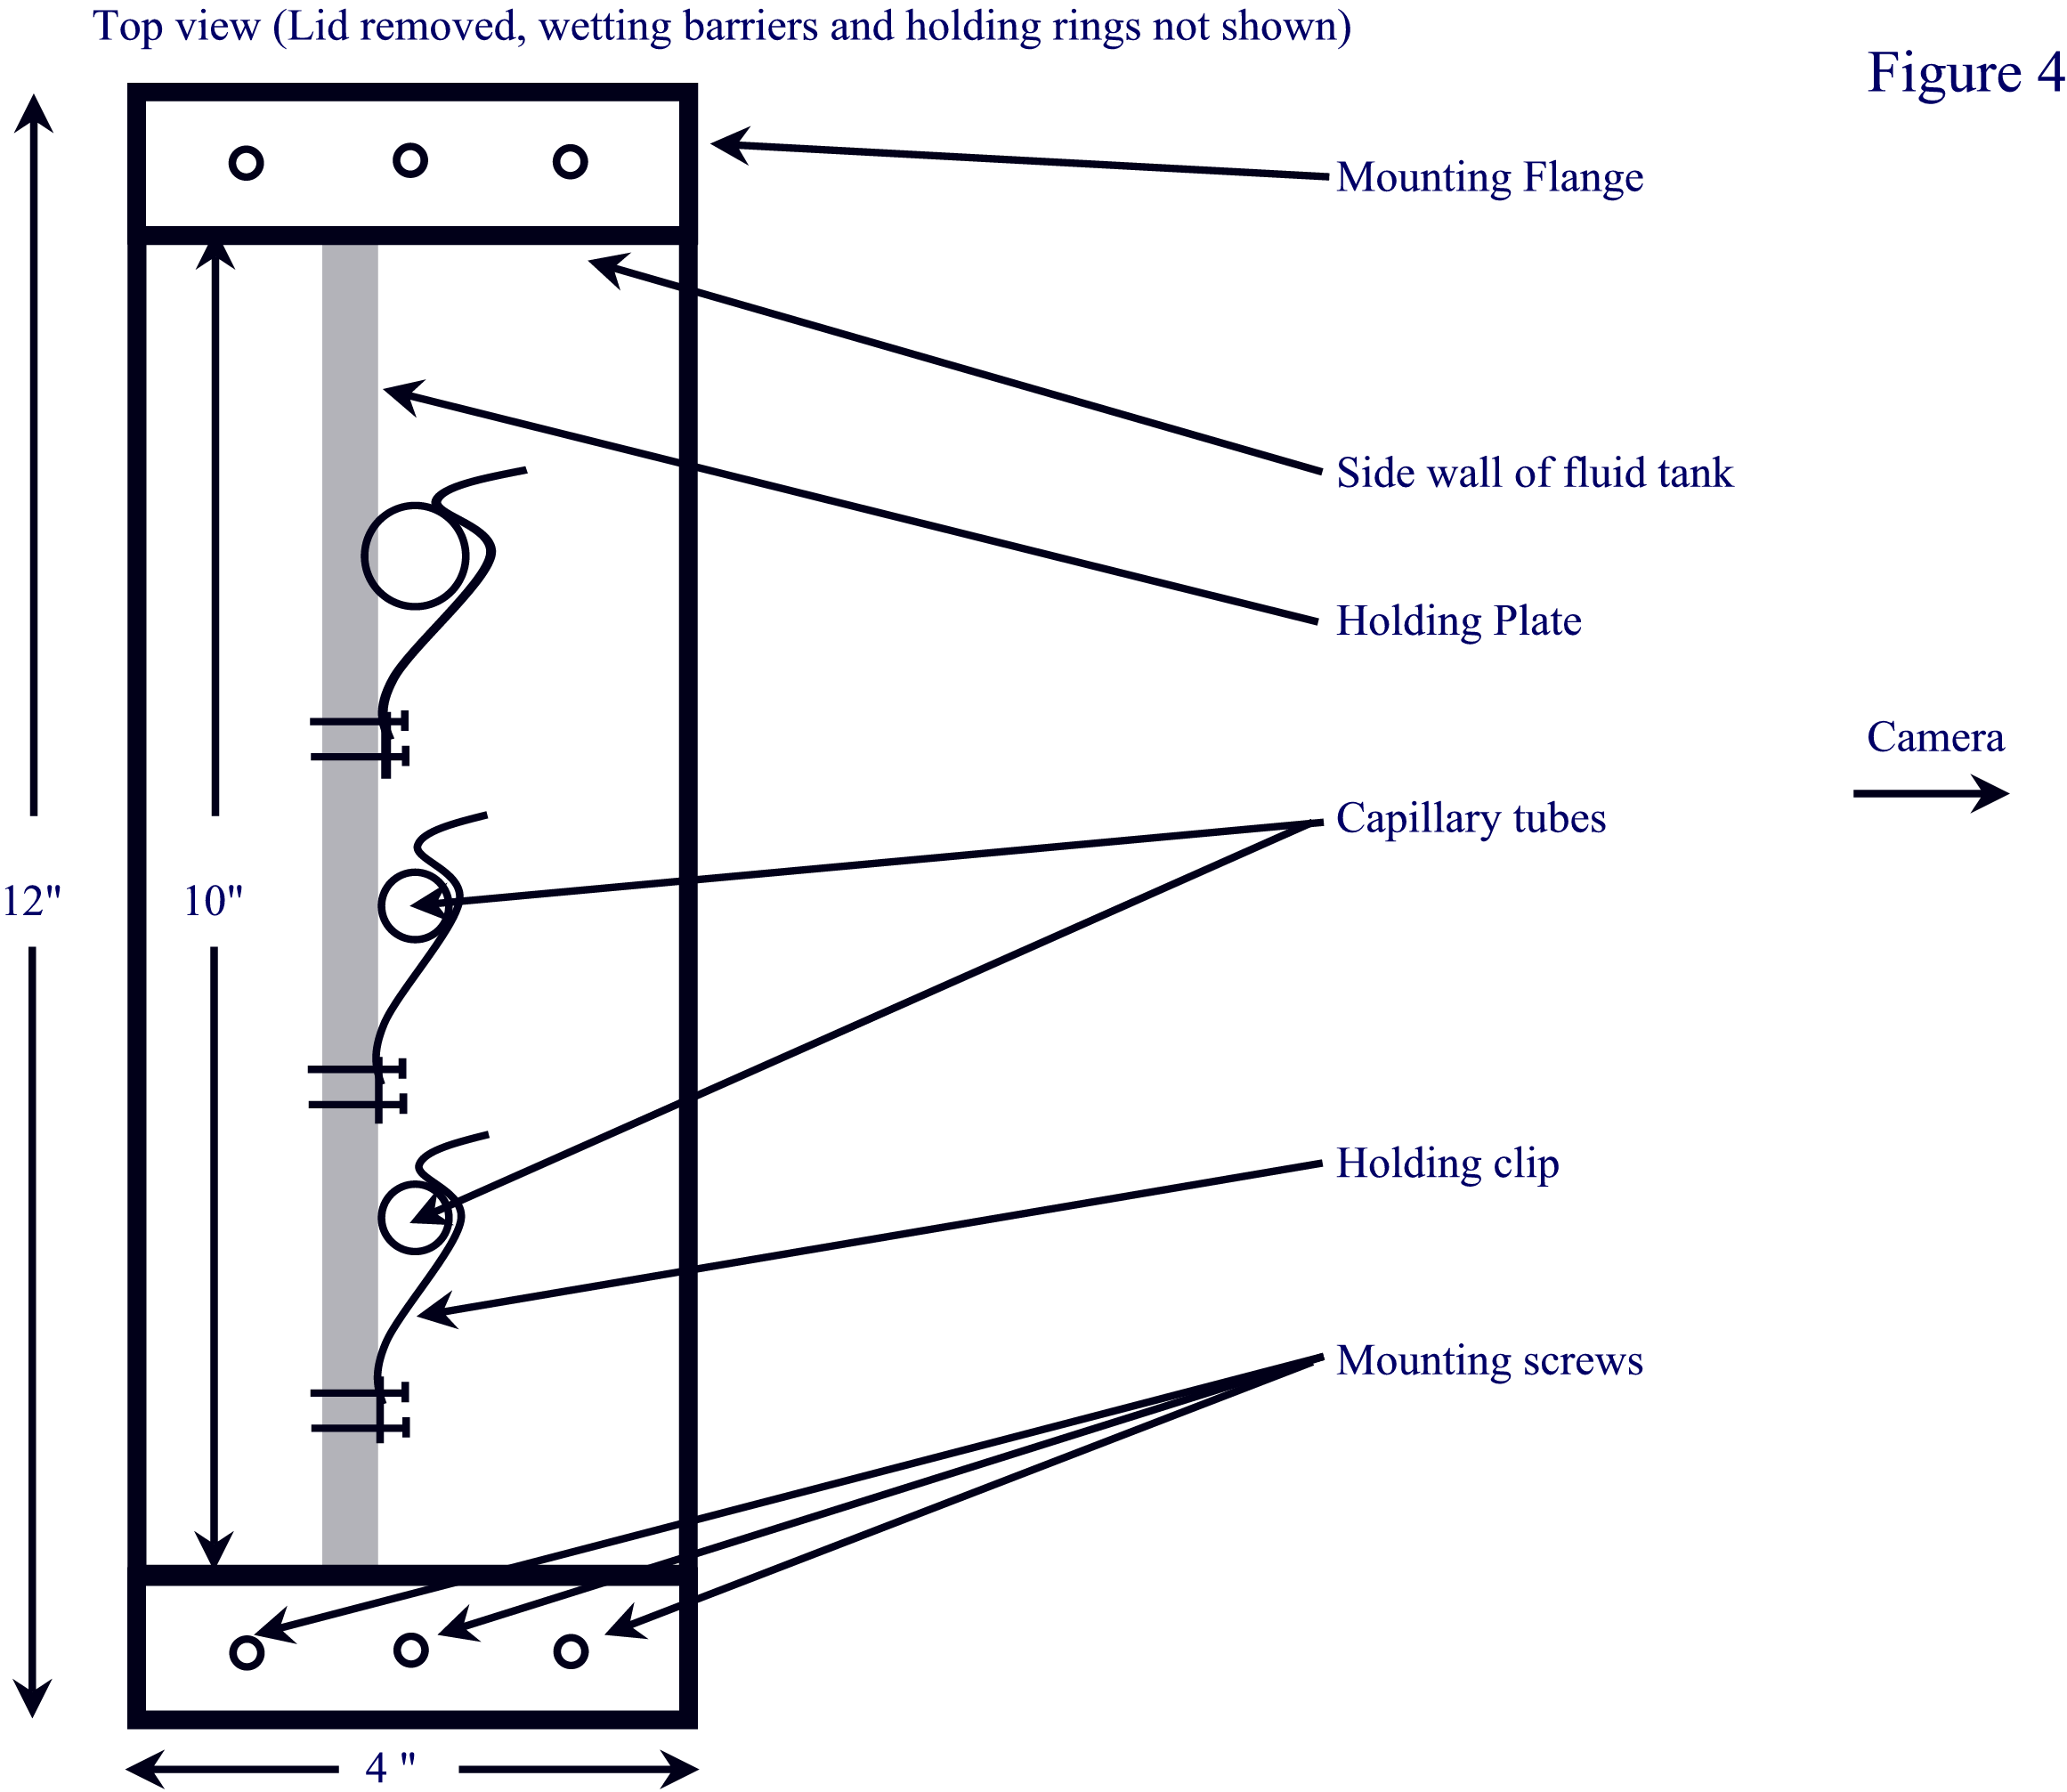 Top view (Lid removed, wetting barriers and holding rings not shown)
Figure 4
Mounting Flange
Side wall of fluid tank
Holding Plate
Camera
Capillary tubes
12"
10"
Holding clip
Mounting screws
4 "